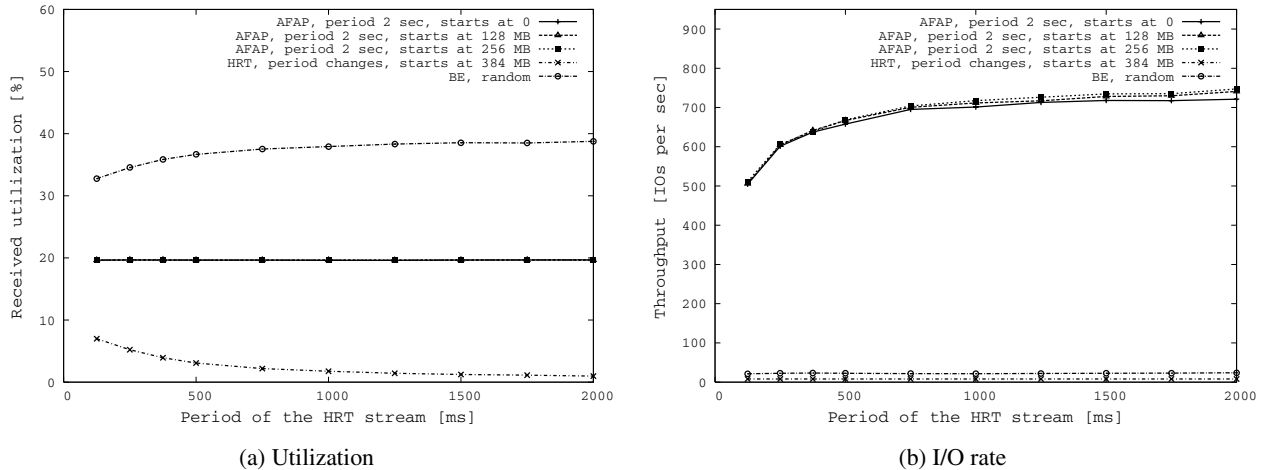 AFAP, period 2 sec, starts at 0
AFAP, period 2 sec, starts at 128 MB
AFAP, period 2 sec, starts at 256 MB
HRT, period changes, starts at 384 MB
BE, random
Received utilization [%]
60
50
40
30
20
10
0
0 500 1000 1500 2000
Period of the HRT stream [ms]
(a) Utilization
AFAP, period 2 sec, starts at 0
AFAP, period 2 sec, starts at 128 MB
AFAP, period 2 sec, starts at 256 MB
HRT, period changes, starts at 384 MB
BE, random
Throughput [IOs per sec]
900
800
700
600
500
400
300
200
100
0
0 500 1000 1500 2000
Period of the HRT stream [ms]
(b) I/O rate